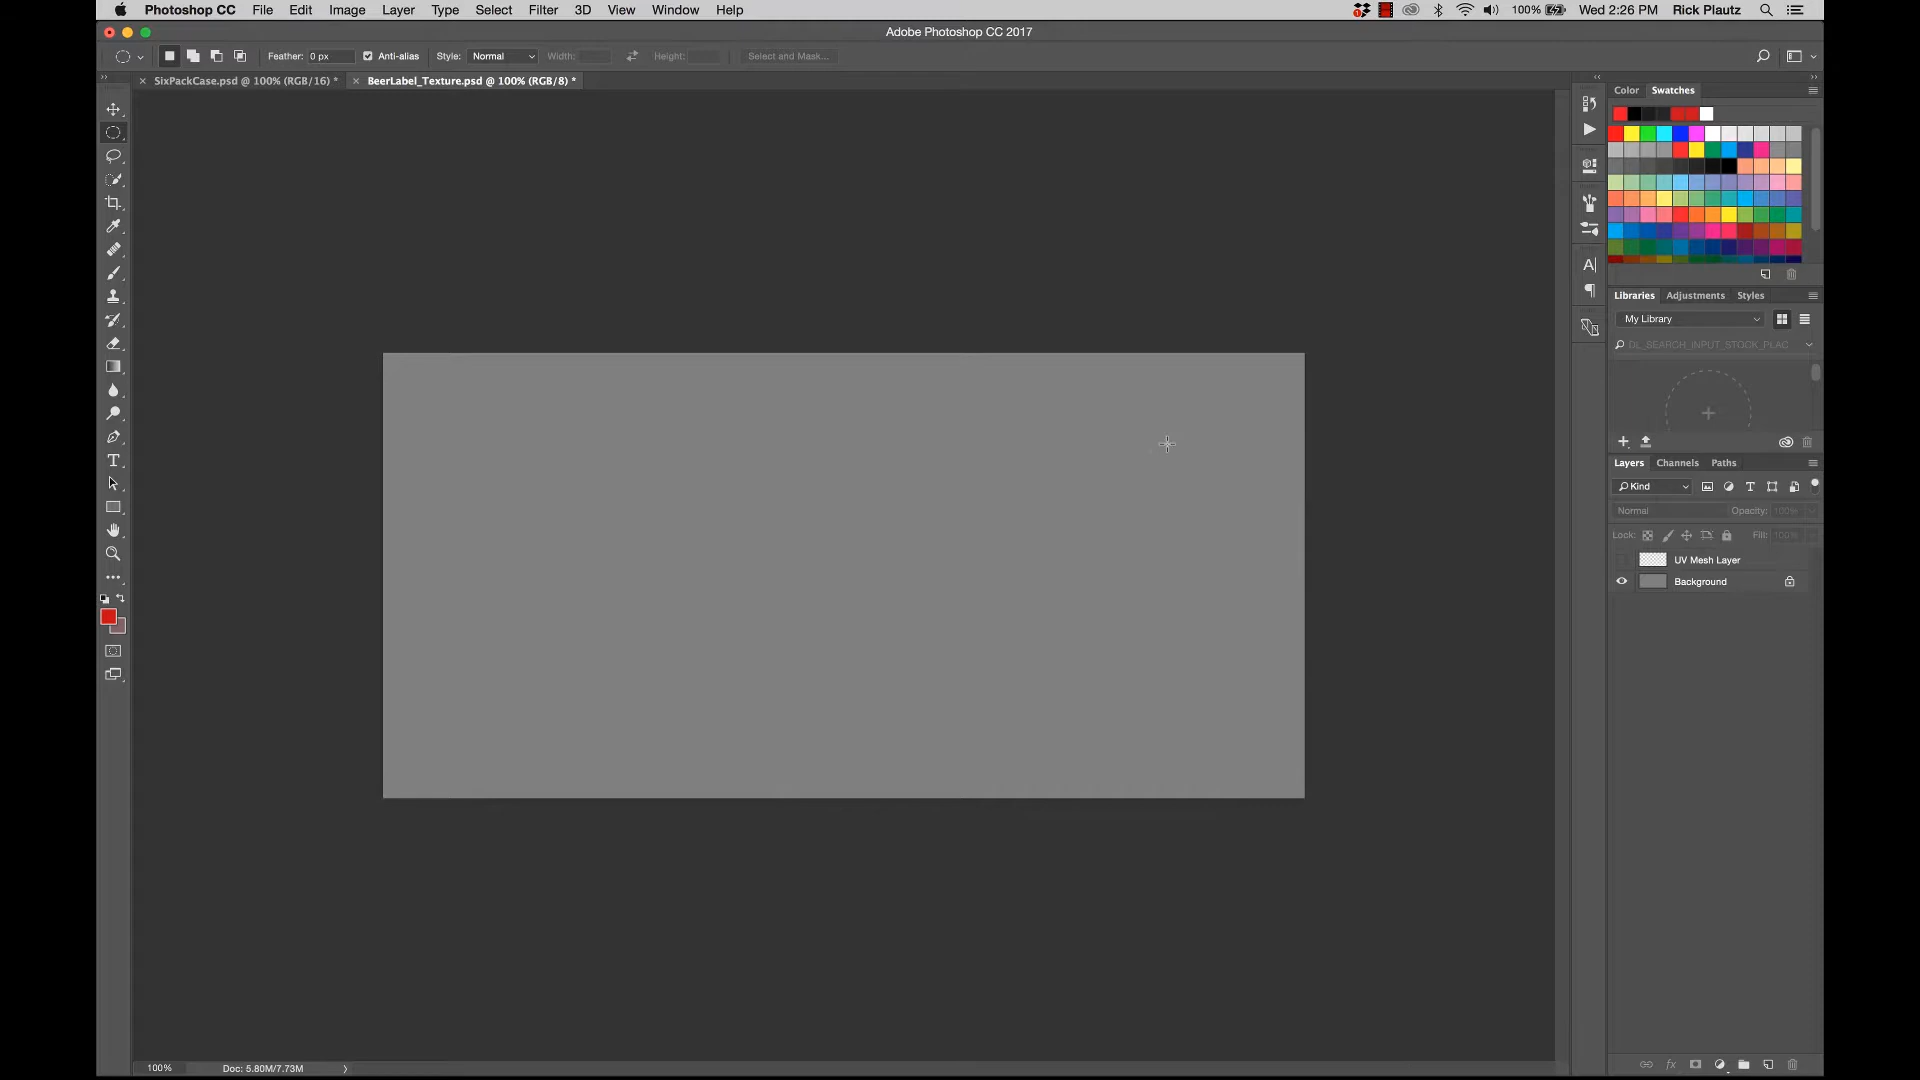 Photoshop CC File Edit Image Layer Type Select Filter 3D View Window Help 100% Wed 2:26 PM Rick Plautz
Adobe Photoshop CC 2017
Feather: 0 px Anti-alias Style: Normal Width: Height: Select and Mask...
SixPackCase.psd @ 100% (RGB/16) * BeerLabel_Texture.psd @ 100% (RGB/8) *
Color Swatches
Libraries Adjustments Styles
My Library
DL_SEARCH_INPUT_STOCK_PLAC
Layers Channels Paths
Kind
Normal Opacity: 100%
Lock: Fill: 100%
UV Mesh Layer
Background
100% Doc: 5.80M/7.73M